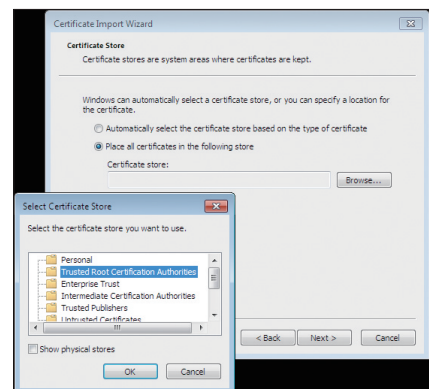 Certificate Import Wizard
Certificate Store
Certificate stores are system areas where certificates are kept.
Windows can automatically select a certificate store, or you can specify a location for
the certificate.
Automatically select the certificate store based on the type of certificate
Place all certificates in the following store
Certificate store:
Browse...
Select Certificate Store
Select the certificate store you want to use.
Personal
Trusted Root Certification Authorities
Enterprise Trust
Intermediate Certification Authorities
Trusted Publishers
Untrusted Certificates
Show physical stores
OK Cancel
< Back Next > Cancel